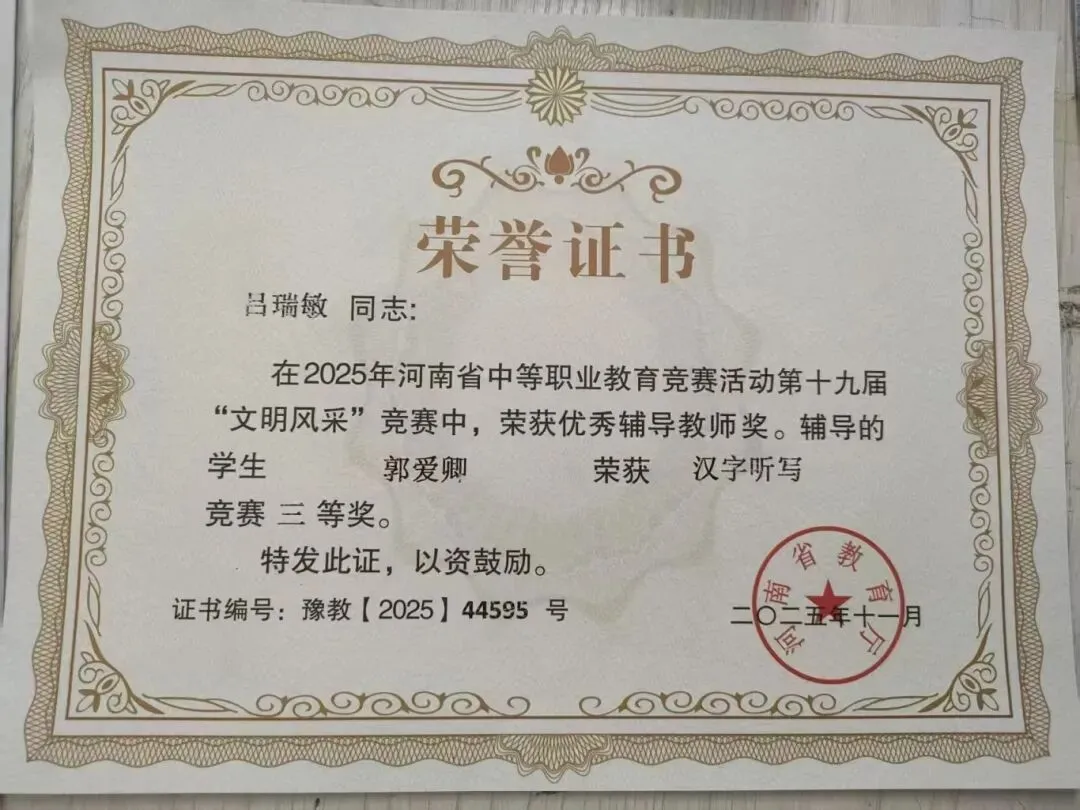 荣誉证书
吕瑞敏 同志:
在2025年河南省中等职业教育竞赛活动第十九届
“文明风采”竞赛中，荣获优秀辅导教师奖。辅导的
学生 郭爱卿 荣获 汉字听写
竞赛 三 等奖。
特发此证，以资鼓励。
证书编号：豫教【2025】44595 号
二〇二五年十一月
河南省教育厅